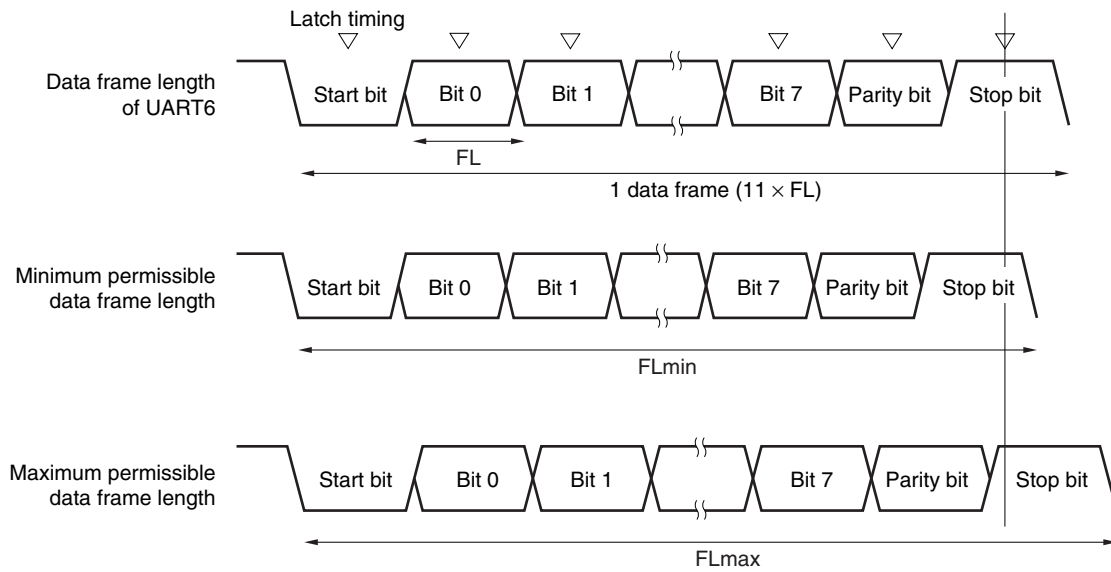 Latch timing
Data frame length
of UART6
Start bit
Bit 0
Bit 1
Bit 7
Parity bit
Stop bit
FL
1 data frame (11 × FL)
Minimum permissible
data frame length
Start bit
Bit 0
Bit 1
Bit 7
Parity bit
Stop bit
FLmin
Maximum permissible
data frame length
Start bit
Bit 0
Bit 1
Bit 7
Parity bit
Stop bit
FLmax